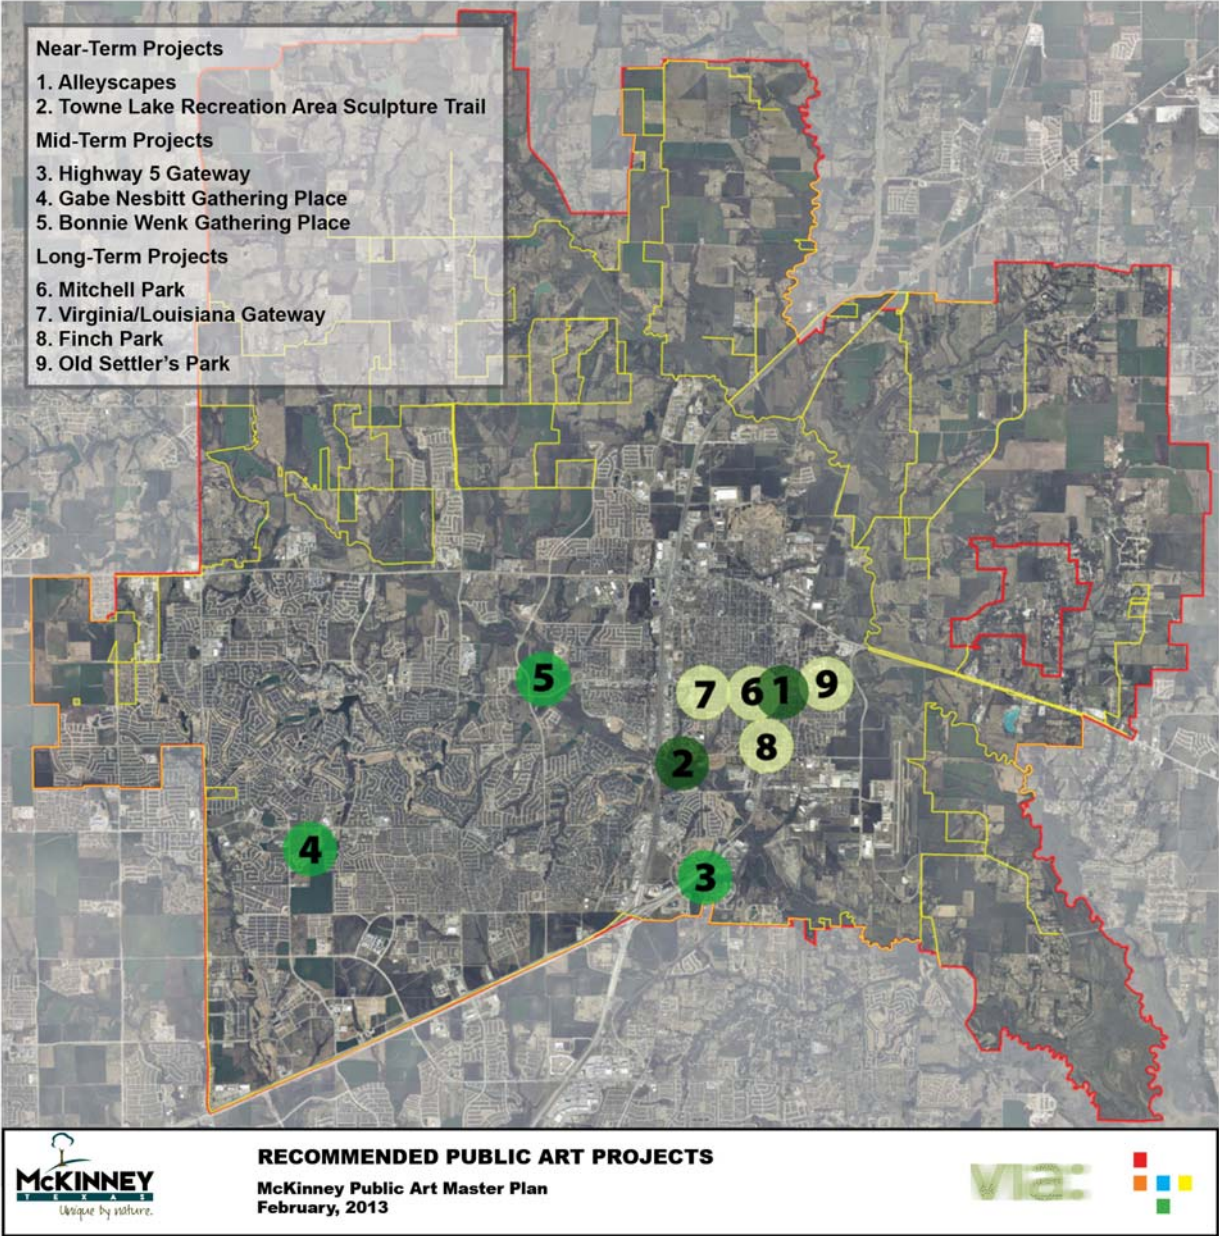 Near-Term Projects
1. Alleyscapes
2. Towne Lake Recreation Area Sculpture Trail
Mid-Term Projects
3. Highway 5 Gateway
4. Gabe Nesbitt Gathering Place
5. Bonnie Wenk Gathering Place
Long-Term Projects
6. Mitchell Park
7. Virginia/Louisiana Gateway
8. Finch Park
9. Old Settler's Park
5
7
6
1
9
8
2
4
3
McKINNEY
TEXAS
Unique by nature.
RECOMMENDED PUBLIC ART PROJECTS
McKinney Public Art Master Plan
February, 2013
via: